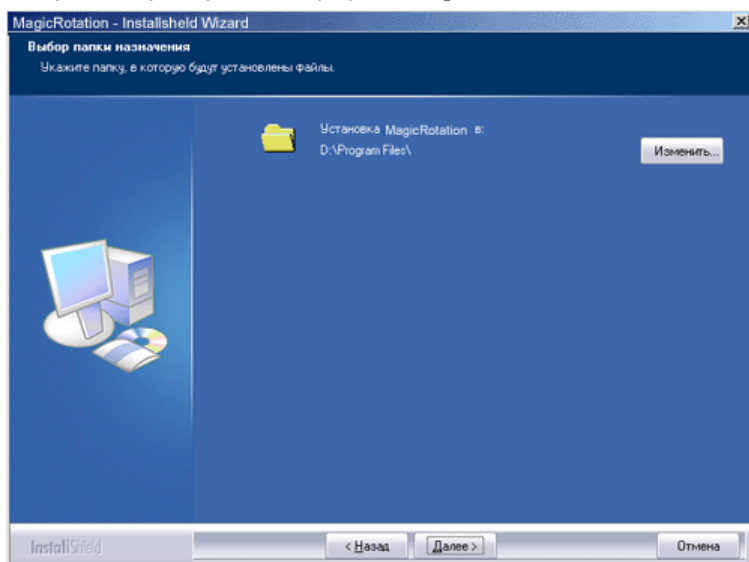 MagicRotation - Installsheld Wizard
Выбор папки назначения
Укажите папку, в которую будут установлены файлы.
Установка MagicRotation в:
D:\Program Files\
Изменить...
InstallShield
< Назад
Далее >
Отмена